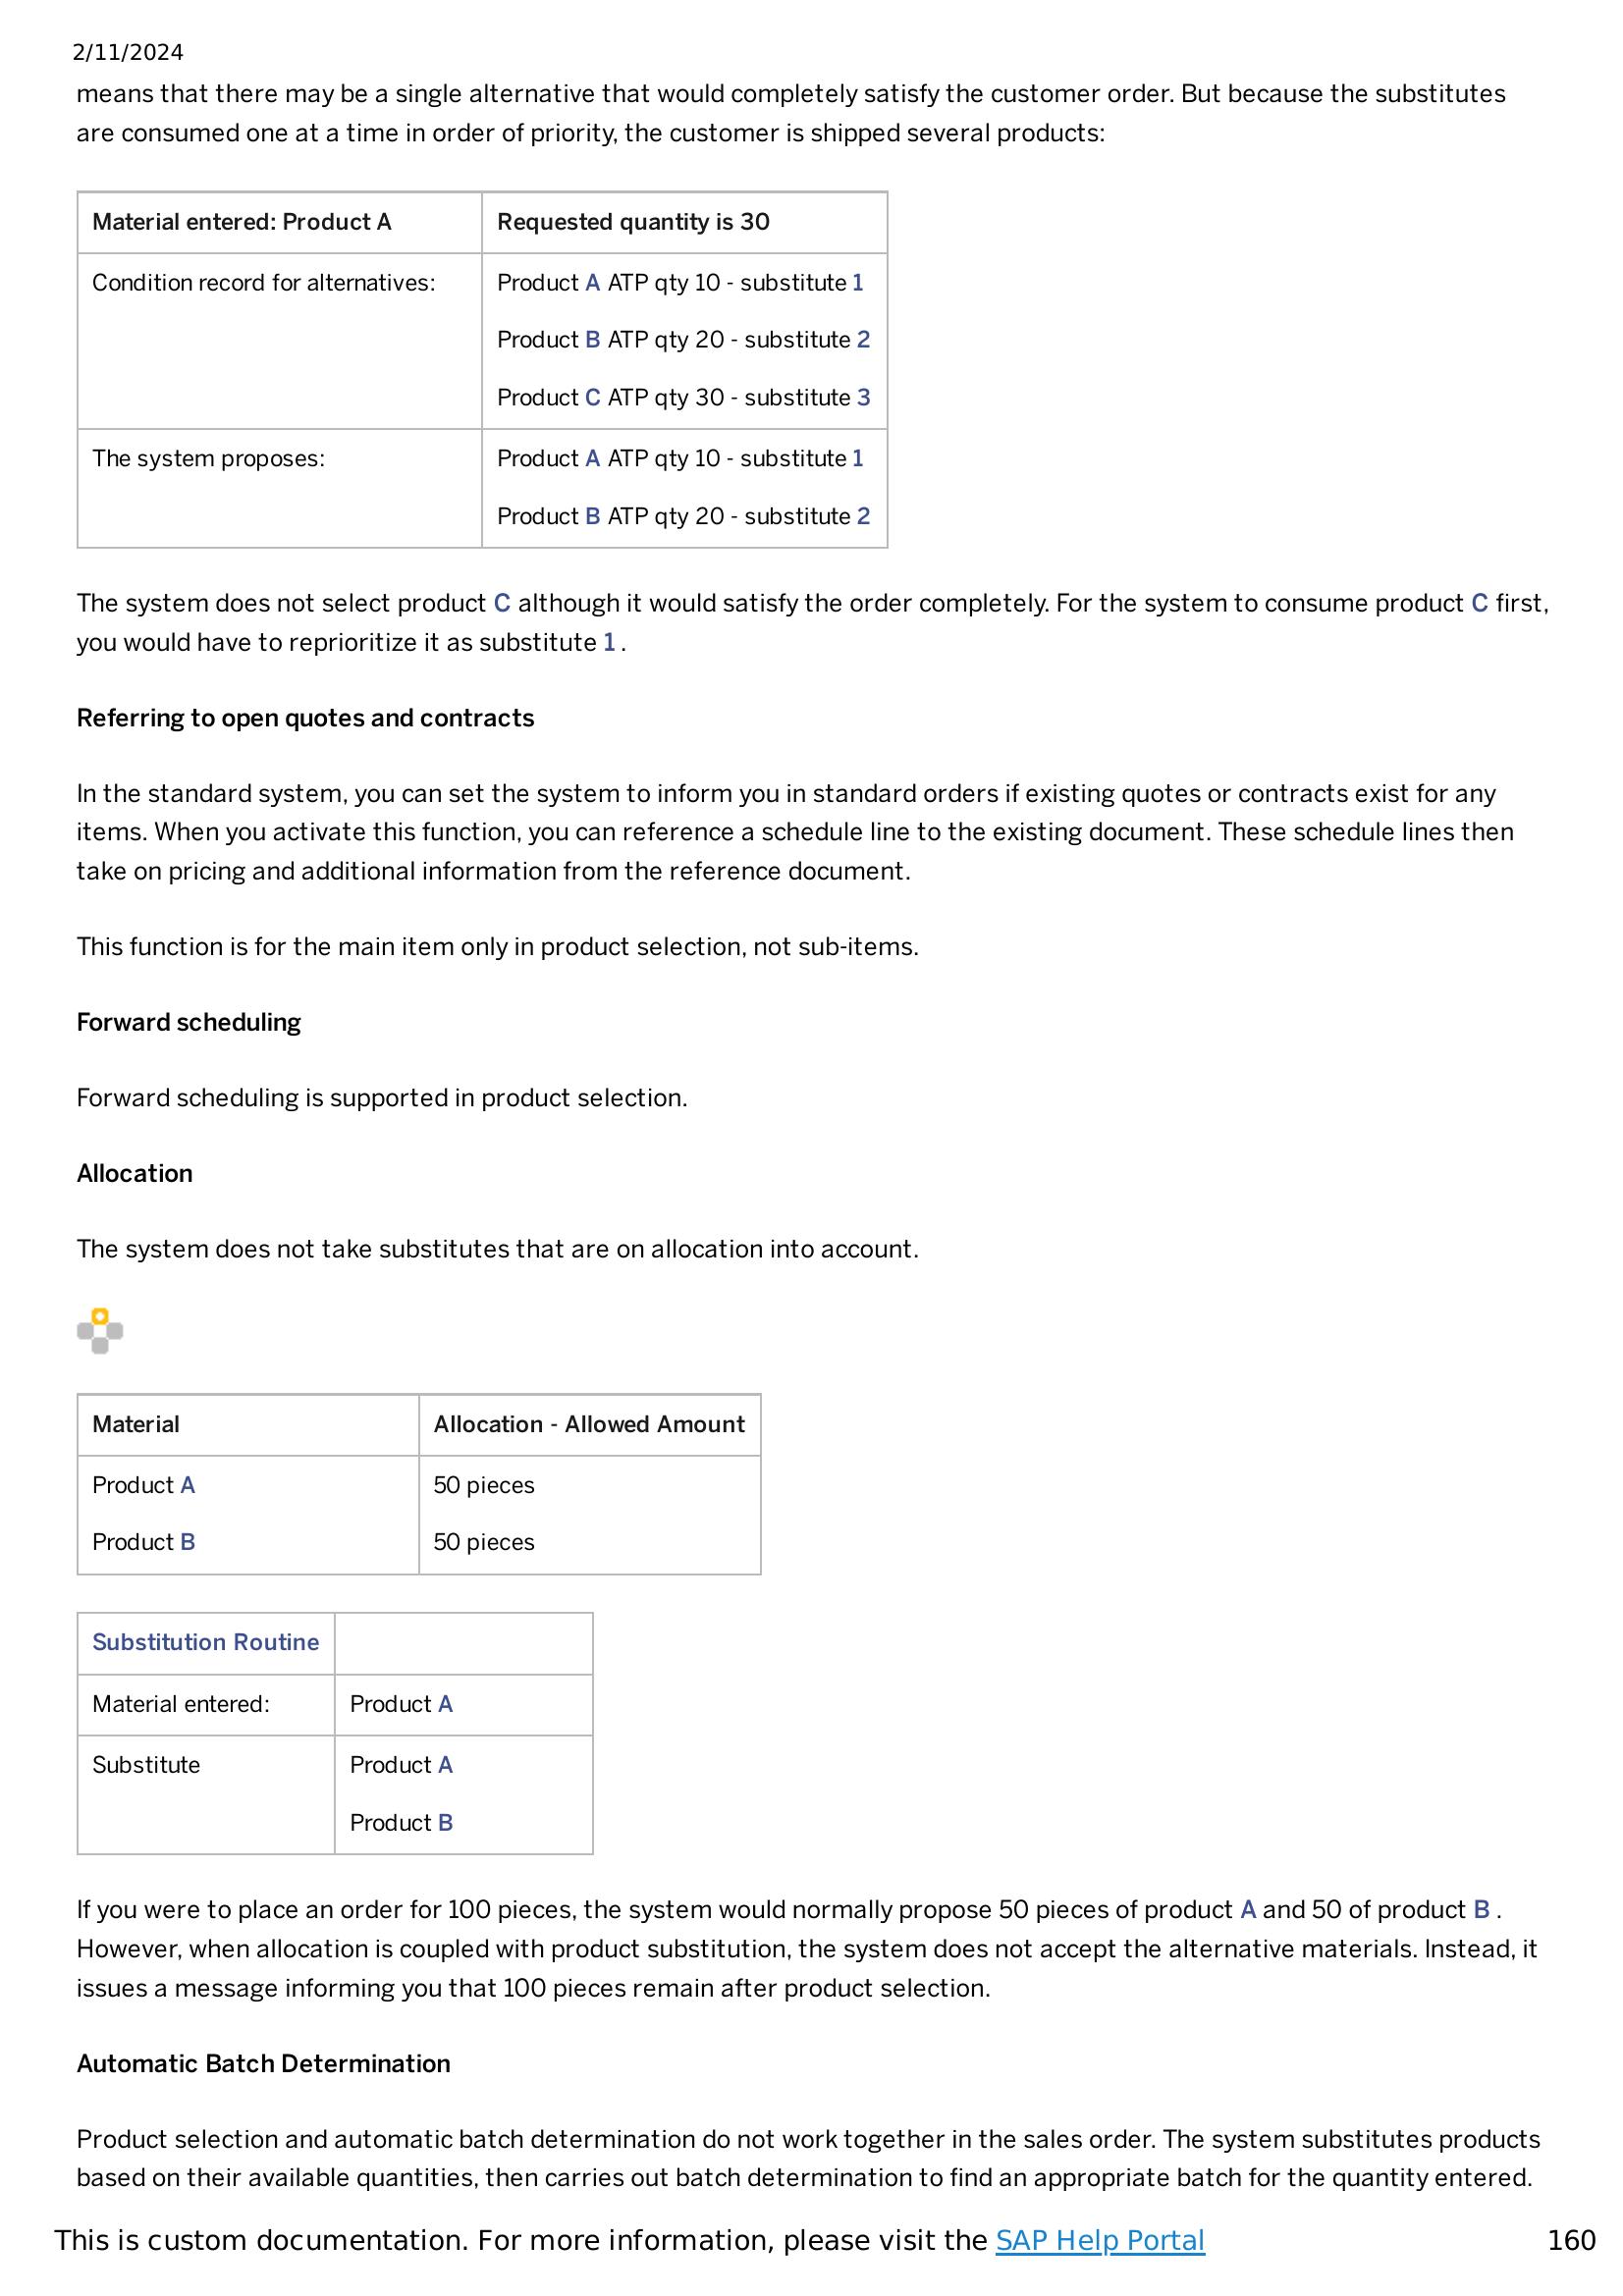 2/11/2024
means that there may be a single alternative that would completely satisfy the customer order. But because the substitutes
are consumed one at a time in order of priority, the customer is shipped several products:
Material entered: Product A
Requested quantity is 30
Condition record for alternatives:
Product A ATP qty 10 - substitute 1
Product B ATP qty 20 - substitute 2
Product C ATP qty 30 - substitute 3
The system proposes:
Product A ATP qty 10 - substitute 1
Product B ATP qty 20 - substitute 2
The system does not select product C although it would satisfy the order completely. For the system to consume product C first,
you would have to reprioritize it as substitute 1 .
Referring to open quotes and contracts
In the standard system, you can set the system to inform you in standard orders if existing quotes or contracts exist for any
items. When you activate this function, you can reference a schedule line to the existing document. These schedule lines then
take on pricing and additional information from the reference document.
This function is for the main item only in product selection, not sub-items.
Forward scheduling
Forward scheduling is supported in product selection.
Allocation
The system does not take substitutes that are on allocation into account.
Material
Allocation - Allowed Amount
Product A
50 pieces
Product B
50 pieces
Substitution Routine
Material entered:
Product A
Substitute
Product A
Product B
If you were to place an order for 100 pieces, the system would normally propose 50 pieces of product A and 50 of product B .
However, when allocation is coupled with product substitution, the system does not accept the alternative materials. Instead, it
issues a message informing you that 100 pieces remain after product selection.
Automatic Batch Determination
Product selection and automatic batch determination do not work together in the sales order. The system substitutes products
based on their available quantities, then carries out batch determination to find an appropriate batch for the quantity entered.
This is custom documentation. For more information, please visit the SAP Help Portal
160